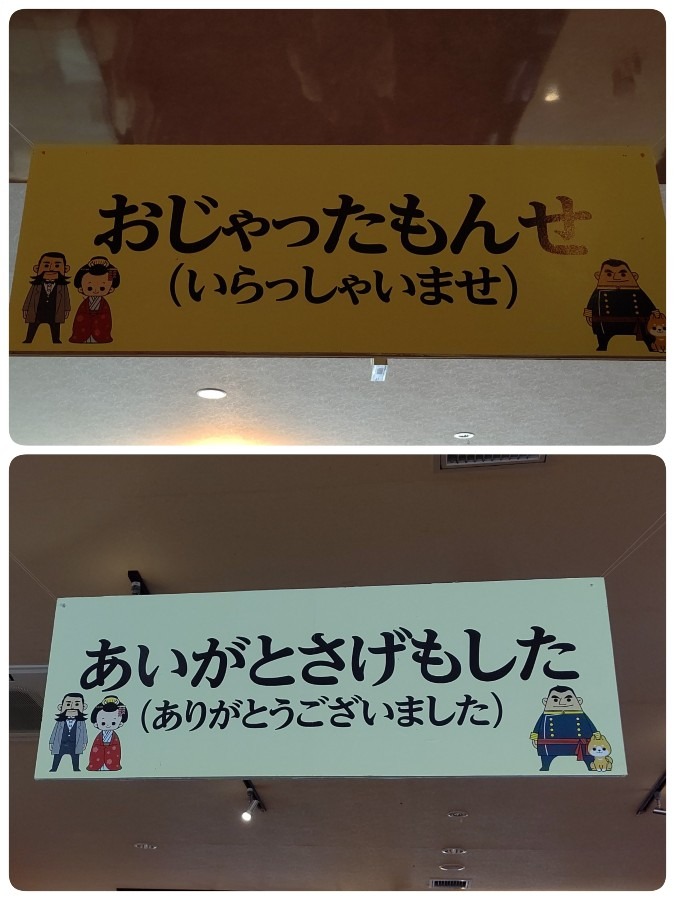 おじゃったもんせ
(いらっしゃいませ)
あいがとさげもした
(ありがとうございました)